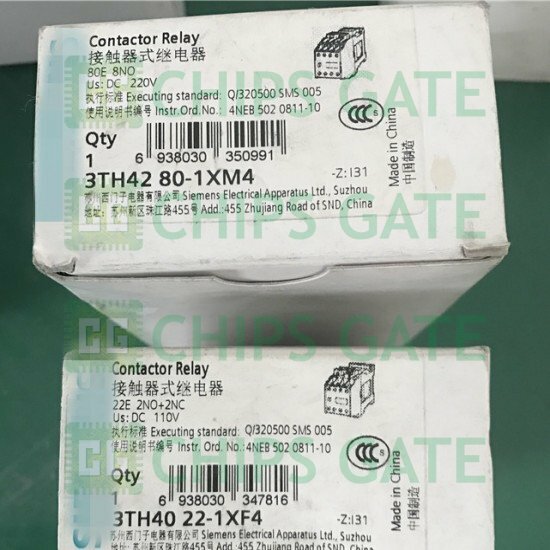 Contactor Relay
接触器式继电器
80E 8NO
Us: DC 220V
执行标准 Executing standard: Q/320500 SMS 005
使用说明书编号 Instr.Ord.No.: 4NEB 502 0811-10
CCC S
Qty
1
6 938030 350991
3TH42 80-1XM4
-Z:I31
Made in China
中国制造
苏州西门子电器有限公司 Siemens Electrical Apparatus Ltd., Suzhou
地址: 苏州新区珠江路455号 Add.:455 Zhujiang Road of SND, China
CHIPS GATE
CHIPS GATE
CHIPS GATE
Contactor Relay
接触器式继电器
22E 2NO+2NC
Us: DC 110V
执行标准 Executing standard: Q/320500 SMS 005
使用说明书编号 Instr. Ord. No.: 4NEB 502 0811-10
CCC S
Qty
1
6 938030 347816
3TH40 22-1XF4
-Z:I31
Made in China
中国制造
苏州西门子电器有限公司 Siemens Electrical Apparatus Ltd., Suzhou
CHIPS GATE
CHIPS GATE